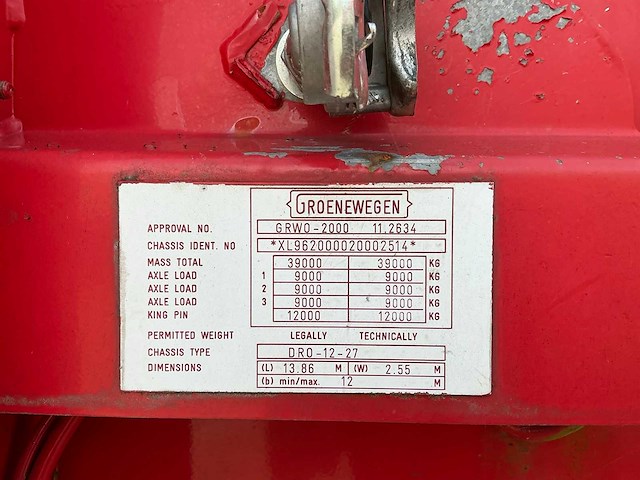 GROENEWEGEN
APPROVAL NO. GRWO-2000 11.2634
CHASSIS IDENT. NO *XL962000020002514*
MASS TOTAL 39000 39000 KG
AXLE LOAD 1 9000 9000 KG
AXLE LOAD 2 9000 9000 KG
AXLE LOAD 3 9000 9000 KG
KING PIN 12000 12000 KG
PERMITTED WEIGHT LEGALLY TECHNICALLY
CHASSIS TYPE DRO-12-27
DIMENSIONS (L) 13.86 M (W) 2.55 M
(b) min/max. 12 M